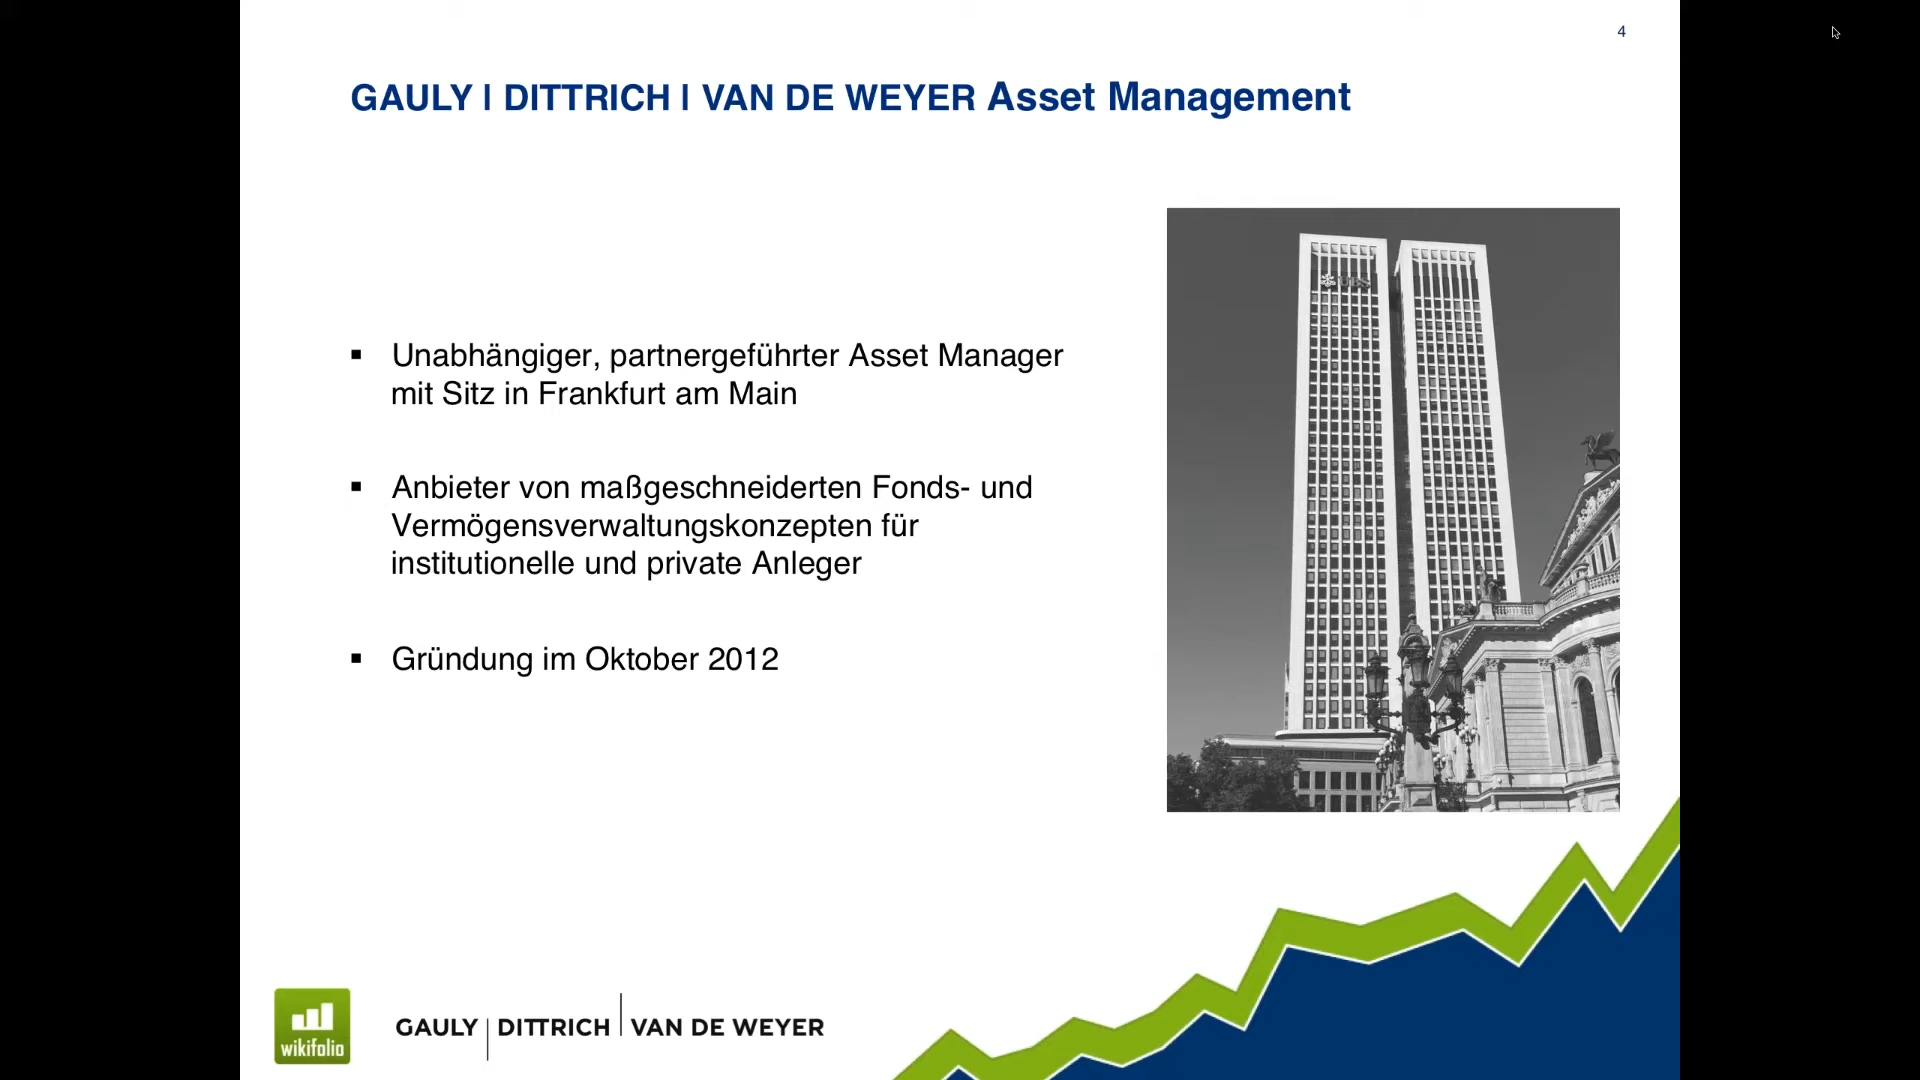 4
GAULY | DITTRICH | VAN DE WEYER Asset Management
▪ Unabhängiger, partnergeführter Asset Manager
mit Sitz in Frankfurt am Main
▪ Anbieter von maßgeschneiderten Fonds- und
Vermögensverwaltungskonzepten für
institutionelle und private Anleger
▪ Gründung im Oktober 2012
UBS
wikifolio
GAULY | DITTRICH | VAN DE WEYER